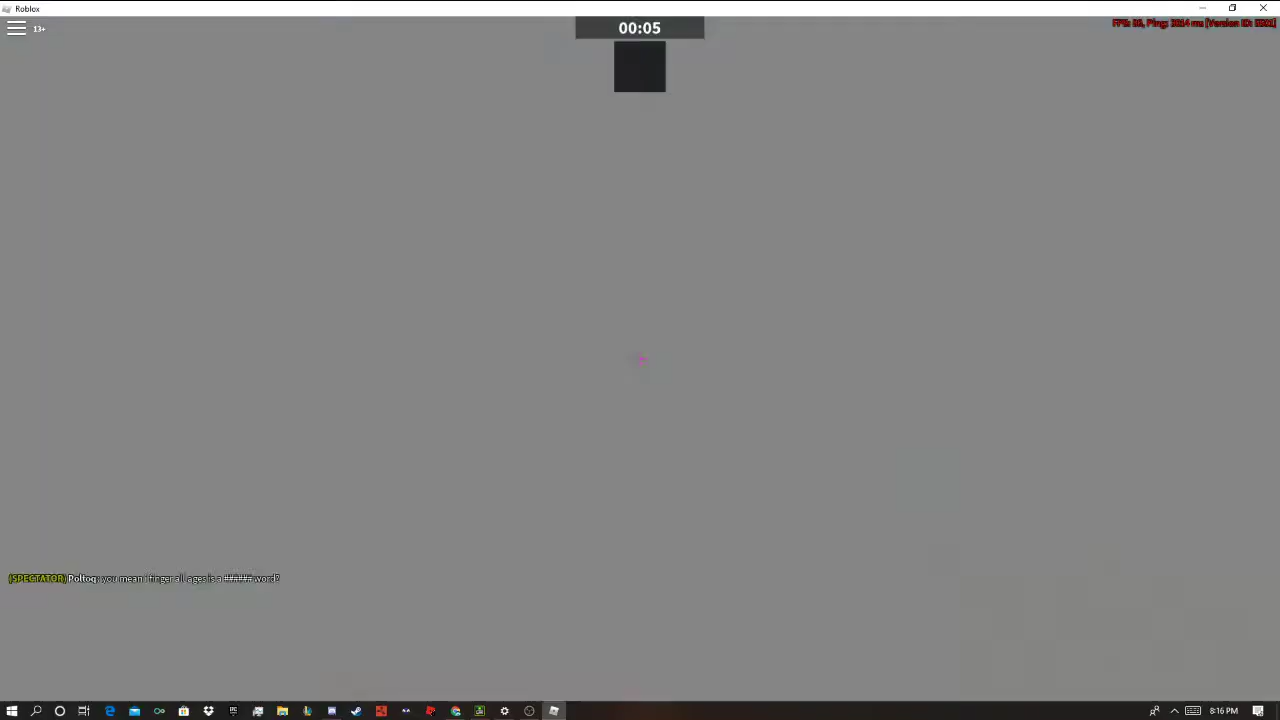 Roblox
13+
00:05
(SPECTATOR) Poltoq: you mean finger all ages is a ###### word?
8:16 PM